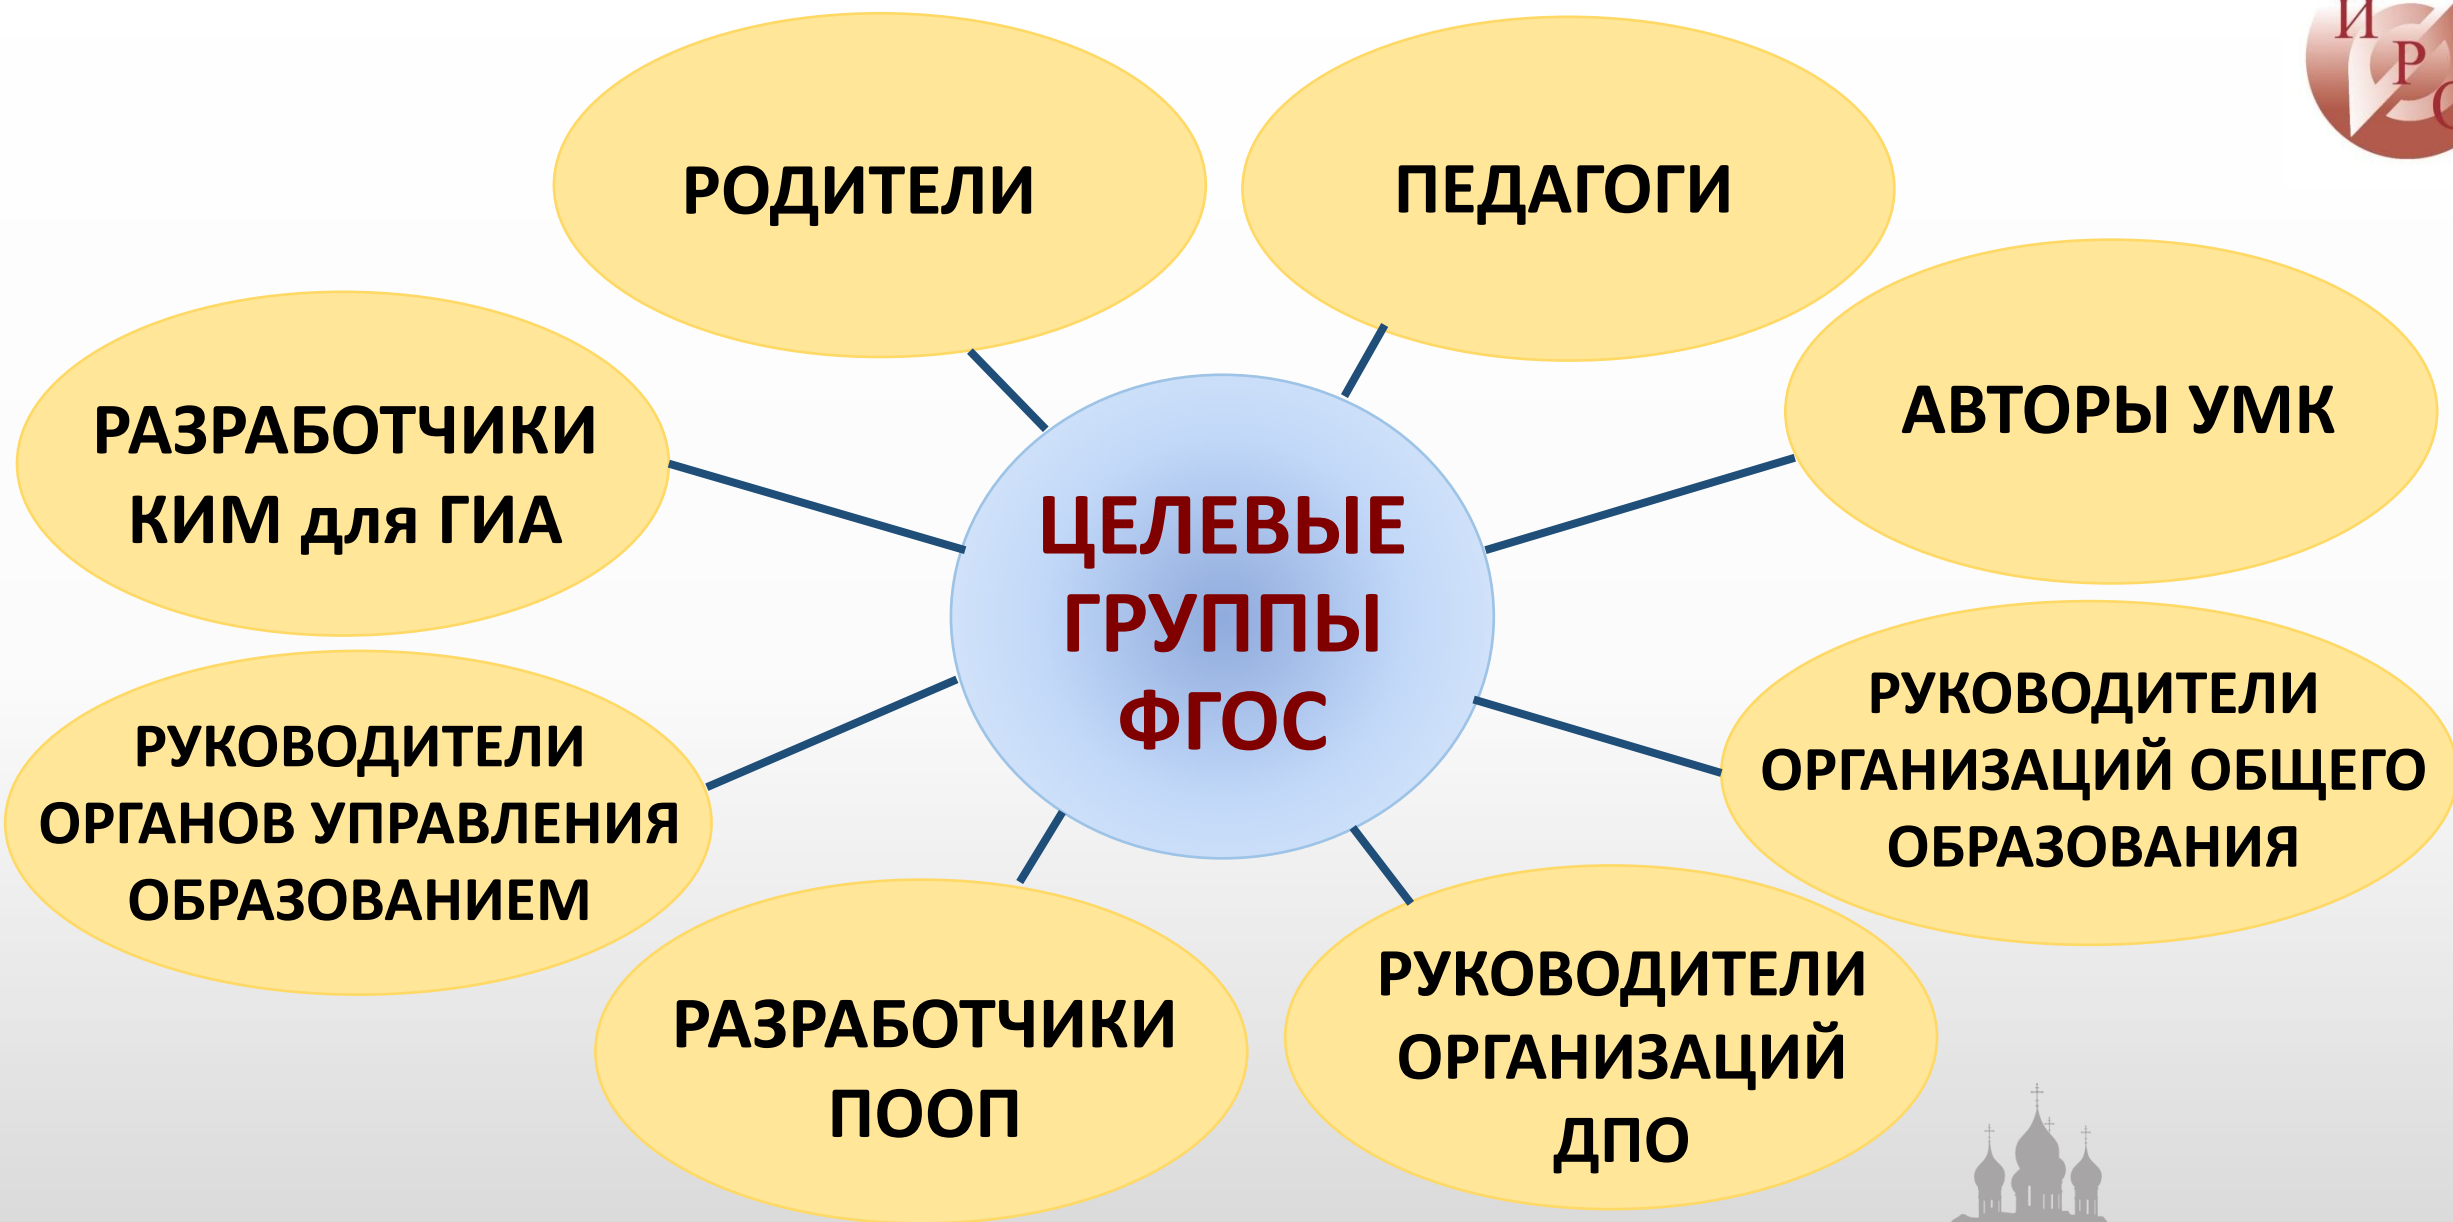 И
Р
О
РОДИТЕЛИ
ПЕДАГОГИ
АВТОРЫ УМК
РАЗРАБОТЧИКИ
КИМ для ГИА
ЦЕЛЕВЫЕ
ГРУППЫ
ФГОС
РУКОВОДИТЕЛИ
ОРГАНИЗАЦИЙ ОБЩЕГО
ОБРАЗОВАНИЯ
РУКОВОДИТЕЛИ
ОРГАНОВ УПРАВЛЕНИЯ
ОБРАЗОВАНИЕМ
РАЗРАБОТЧИКИ
ПООП
РУКОВОДИТЕЛИ
ОРГАНИЗАЦИЙ
ДПО